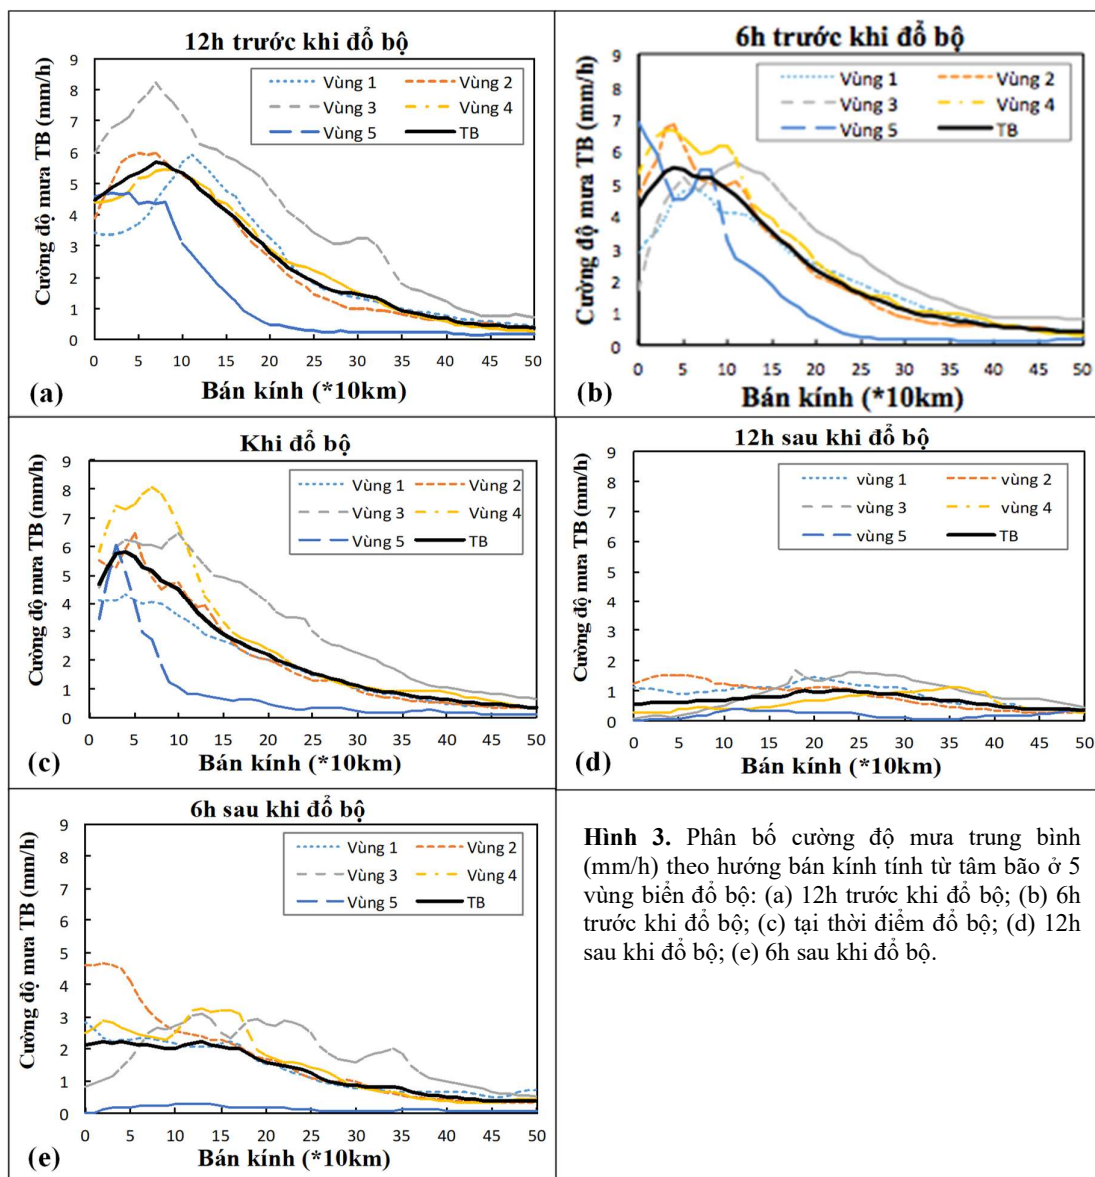 12h trước khi đổ bộ
Cường độ mưa TB (mm/h)
9
8
7
6
5
4
3
2
1
0
Vùng 1 Vùng 2
Vùng 3 Vùng 4
Vùng 5 TB
0 5 10 15 20 25 30 35 40 45 50
(a) Bán kính (*10km)
6h trước khi đổ bộ
Cường độ mưa TB (mm/h)
9
8
7
6
5
4
3
2
1
0
Vùng 1 Vùng 2
Vùng 3 Vùng 4
Vùng 5 TB
0 5 10 15 20 25 30 35 40 45 50
(b) Bán kính (*10km)
Khi đổ bộ
Cường độ mưa TB (mm/h)
9
8
7
6
5
4
3
2
1
0
Vùng 1 Vùng 2
Vùng 3 Vùng 4
Vùng 5 TB
0 5 10 15 20 25 30 35 40 45 50
(c) Bán kính (*10km)
12h sau khi đổ bộ
Cường độ mưa TB (mm/h)
9
8
7
6
5
4
3
2
1
0
vùng 1 vùng 2
vùng 3 vùng 4
vùng 5 TB
0 5 10 15 20 25 30 35 40 45 50
(d) Bán kính (*10km)
6h sau khi đổ bộ
Cường độ mưa TB (mm/h)
9
8
7
6
5
4
3
2
1
0
Vùng 1 Vùng 2
Vùng 3 Vùng 4
Vùng 5 TB
0 5 10 15 20 25 30 35 40 45 50
(e) Bán kính (*10km)
Hình 3. Phân bố cường độ mưa trung bình
(mm/h) theo hướng bán kính tính từ tâm bão ở 5
vùng biển đổ bộ: (a) 12h trước khi đổ bộ; (b) 6h
trước khi đổ bộ; (c) tại thời điểm đổ bộ; (d) 12h
sau khi đổ bộ; (e) 6h sau khi đổ bộ.